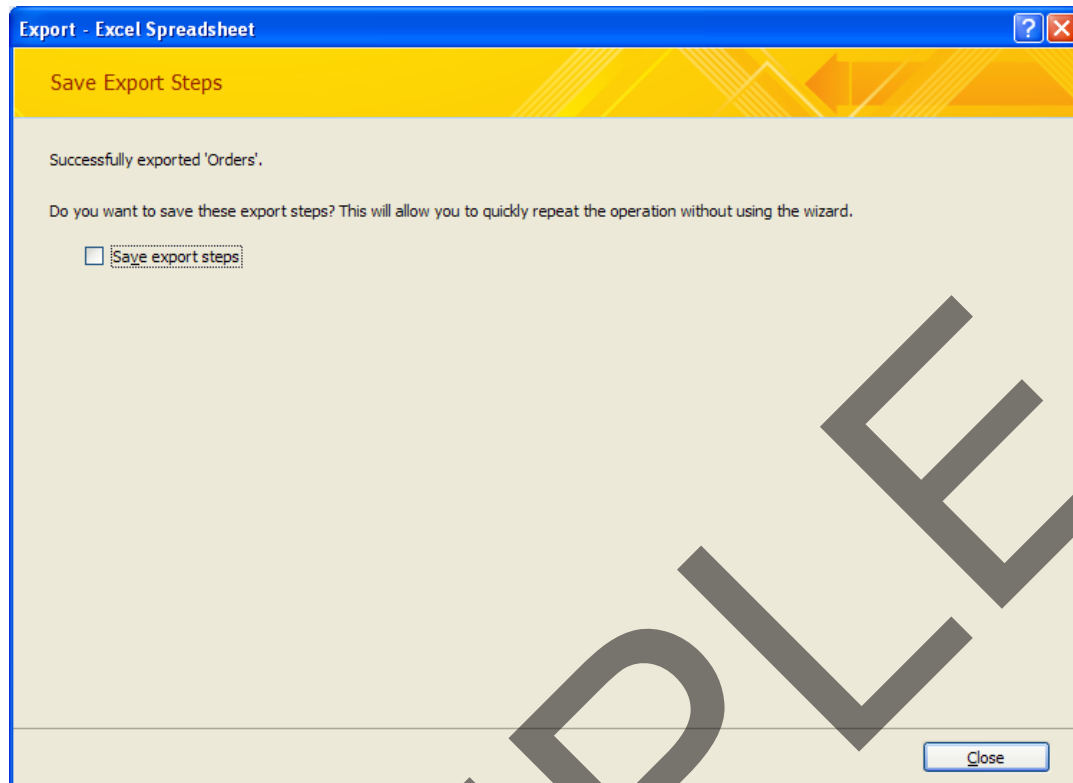 Export - Excel Spreadsheet
Save Export Steps
Successfully exported 'Orders'.
Do you want to save these export steps? This will allow you to quickly repeat the operation without using the wizard.
Save export steps
PLE
Close